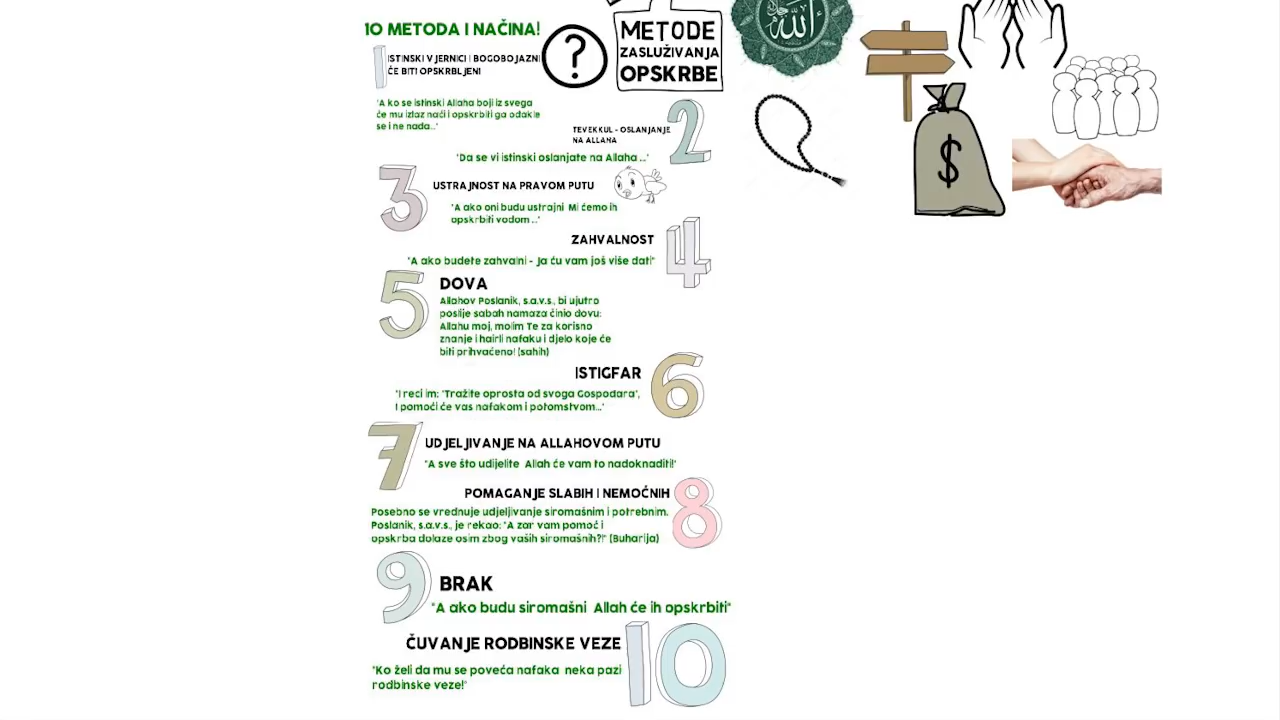 10 METODA I NAČINA!
METODE
ZASLUŽIVANJA
OPSKRBE
?
الله
1
ISTINSKI VJERNICI I BOGOBOJAZNI
ĆE BITI OPSKRBLJENI
"A ko se istinski Allaha boji iz svega
će mu izlaz naći i opskrbiti ga odakle
se i ne nada..."
2
TEVEKKUL - OSLANJANJE
NA ALLAHA
"Da se vi istinski oslanjate na Allaha ..."
3
USTRAJNOST NA PRAVOM PUTU
"A ako oni budu ustrajni Mi ćemo ih
opskrbiti vodom ..."
4
ZAHVALNOST
"A ako budete zahvalni - Ja ću vam još više dati"
5
DOVA
Allahov Poslanik, s.a.v.s., bi ujutro
poslije sabah namaza činio dovu:
Allahu moj, molim Te za korisno
znanje i hairli nafaku i djelo koje će
biti prihvaćeno! (sahih)
6
ISTIGFAR
"I reci im: "Tražite oprosta od svoga Gospodara",
I pomoći će vas nafakom i potomstvom..."
7
UDJELJIVANJE NA ALLAHOVOM PUTU
"A sve što udijelite Allah će vam to nadoknaditi!"
8
POMAGANJE SLABIH I NEMOĆNIH
Posebno se vrednuje udjeljivanje siromašnim i potrebnim.
Poslanik, s.a.v.s., je rekao: "A zar vam pomoć i
opskrba dolaze osim zbog vaših siromašnih?!" (Buharija)
9
BRAK
"A ako budu siromašni Allah će ih opskrbiti"
10
ČUVANJE RODBINSKE VEZE
"Ko želi da mu se poveća nafaka neka pazi
rodbinske veze!"
$